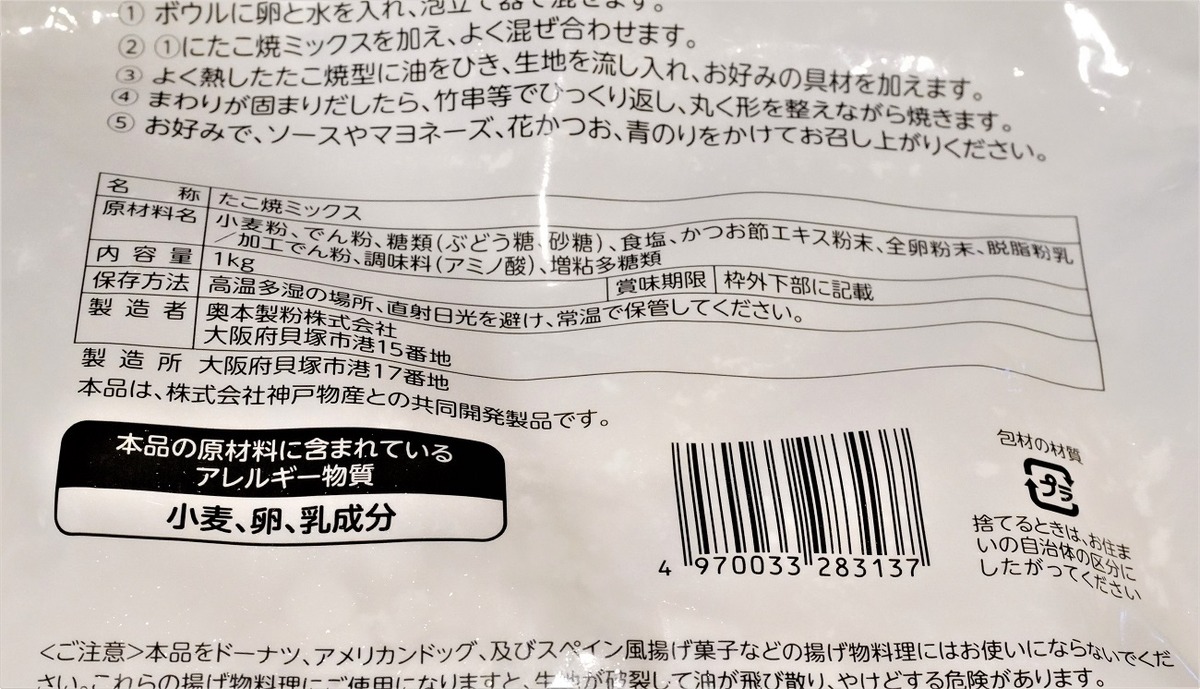 ① ボウルに卵と水を入れ、泡立て器で混ぜます。
② ①にたこ焼ミックスを加え、よく混ぜ合わせます。
③ よく熱したたこ焼型に油をひき、生地を流し入れ、お好みの具材を加えます。
④ まわりが固まりだしたら、竹串等でひっくり返し、丸く形を整えながら焼きます。
⑤ お好みで、ソースやマヨネーズ、花かつお、青のりをかけてお召し上がりください。
名称 たこ焼ミックス
原材料名 小麦粉、でん粉、糖類(ぶどう糖、砂糖)、食塩、かつお節エキス粉末、全卵粉末、脱脂粉乳
／加工でん粉、調味料(アミノ酸)、増粘多糖類
内容量 1kg 賞味期限 枠外下部に記載
保存方法 高温多湿の場所、直射日光を避け、常温で保管してください。
製造者 奥本製粉株式会社
大阪府貝塚市港15番地
製造所 大阪府貝塚市港17番地
本品は、株式会社神戸物産との共同開発製品です。
本品の原材料に含まれている
アレルギー物質
小麦、卵、乳成分
4 970033 283137
包材の材質
プラ
捨てるときは、お住ま
いの自治体の区分に
したがってください
＜ご注意＞本品をドーナツ、アメリカンドッグ、及びスペイン風揚げ菓子などの揚げ物料理にはお使いにならないでくだ
さい。これらの揚げ物料理にご使用になりますと、生地が破裂して油が飛び散り、やけどする危険があります。